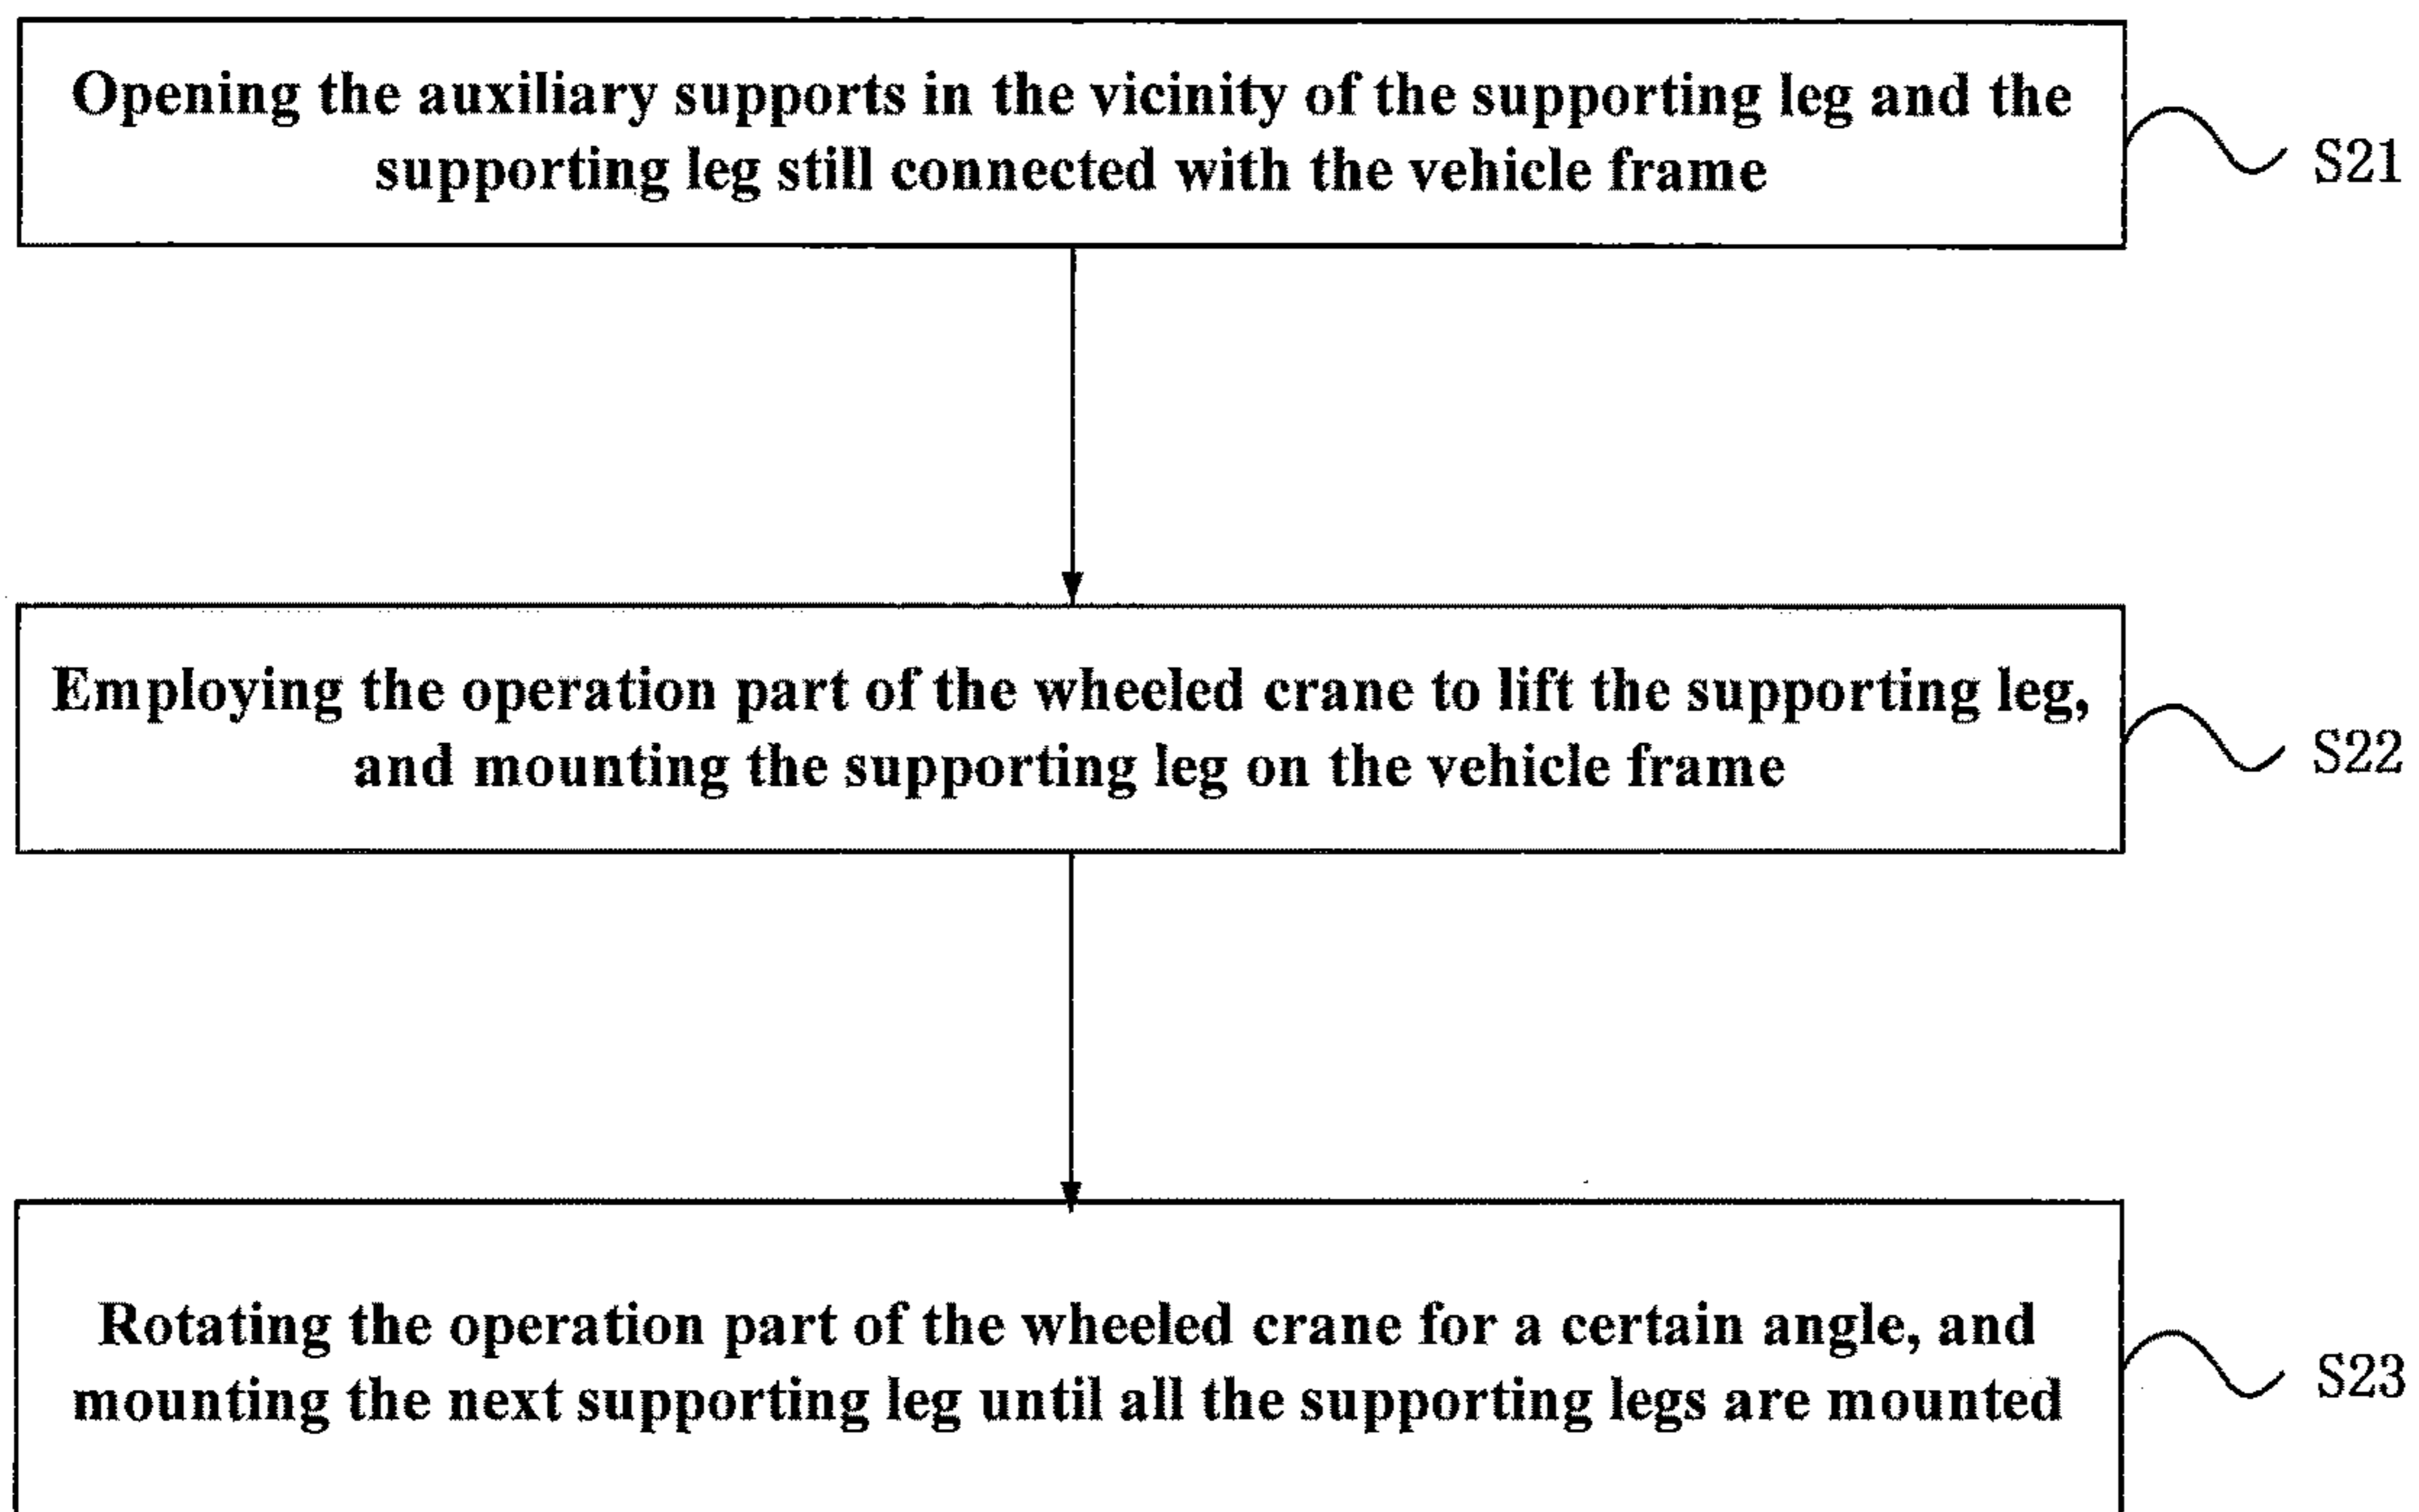 Opening the auxiliary supports in the vicinity of the supporting leg and the
supporting leg still connected with the vehicle frame
S21
Employing the operation part of the wheeled crane to lift the supporting leg,
and mounting the supporting leg on the vehicle frame
S22
Rotating the operation part of the wheeled crane for a certain angle, and
mounting the next supporting leg until all the supporting legs are mounted
S23